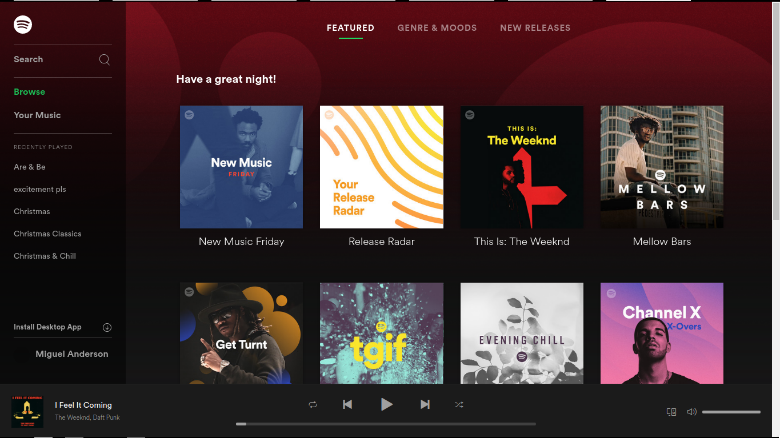 FEATURED
GENRE & MOODS
NEW RELEASES
Search
Browse
Your Music
RECENTLY PLAYED
Are & Be
excitement pls
Christmas
Christmas Classics
Christmas & Chill
Install Desktop App
Miguel Anderson
Have a great night!
New Music
FRIDAY
New Music Friday
Your
Release
Radar
Release Radar
THIS IS:
The Weeknd
This Is: The Weeknd
MELLOW
BARS
Mellow Bars
Get Turnt
tgif
EVENING CHILL
Channel X
X-Overs
I Feel It Coming
The Weeknd, Daft Punk